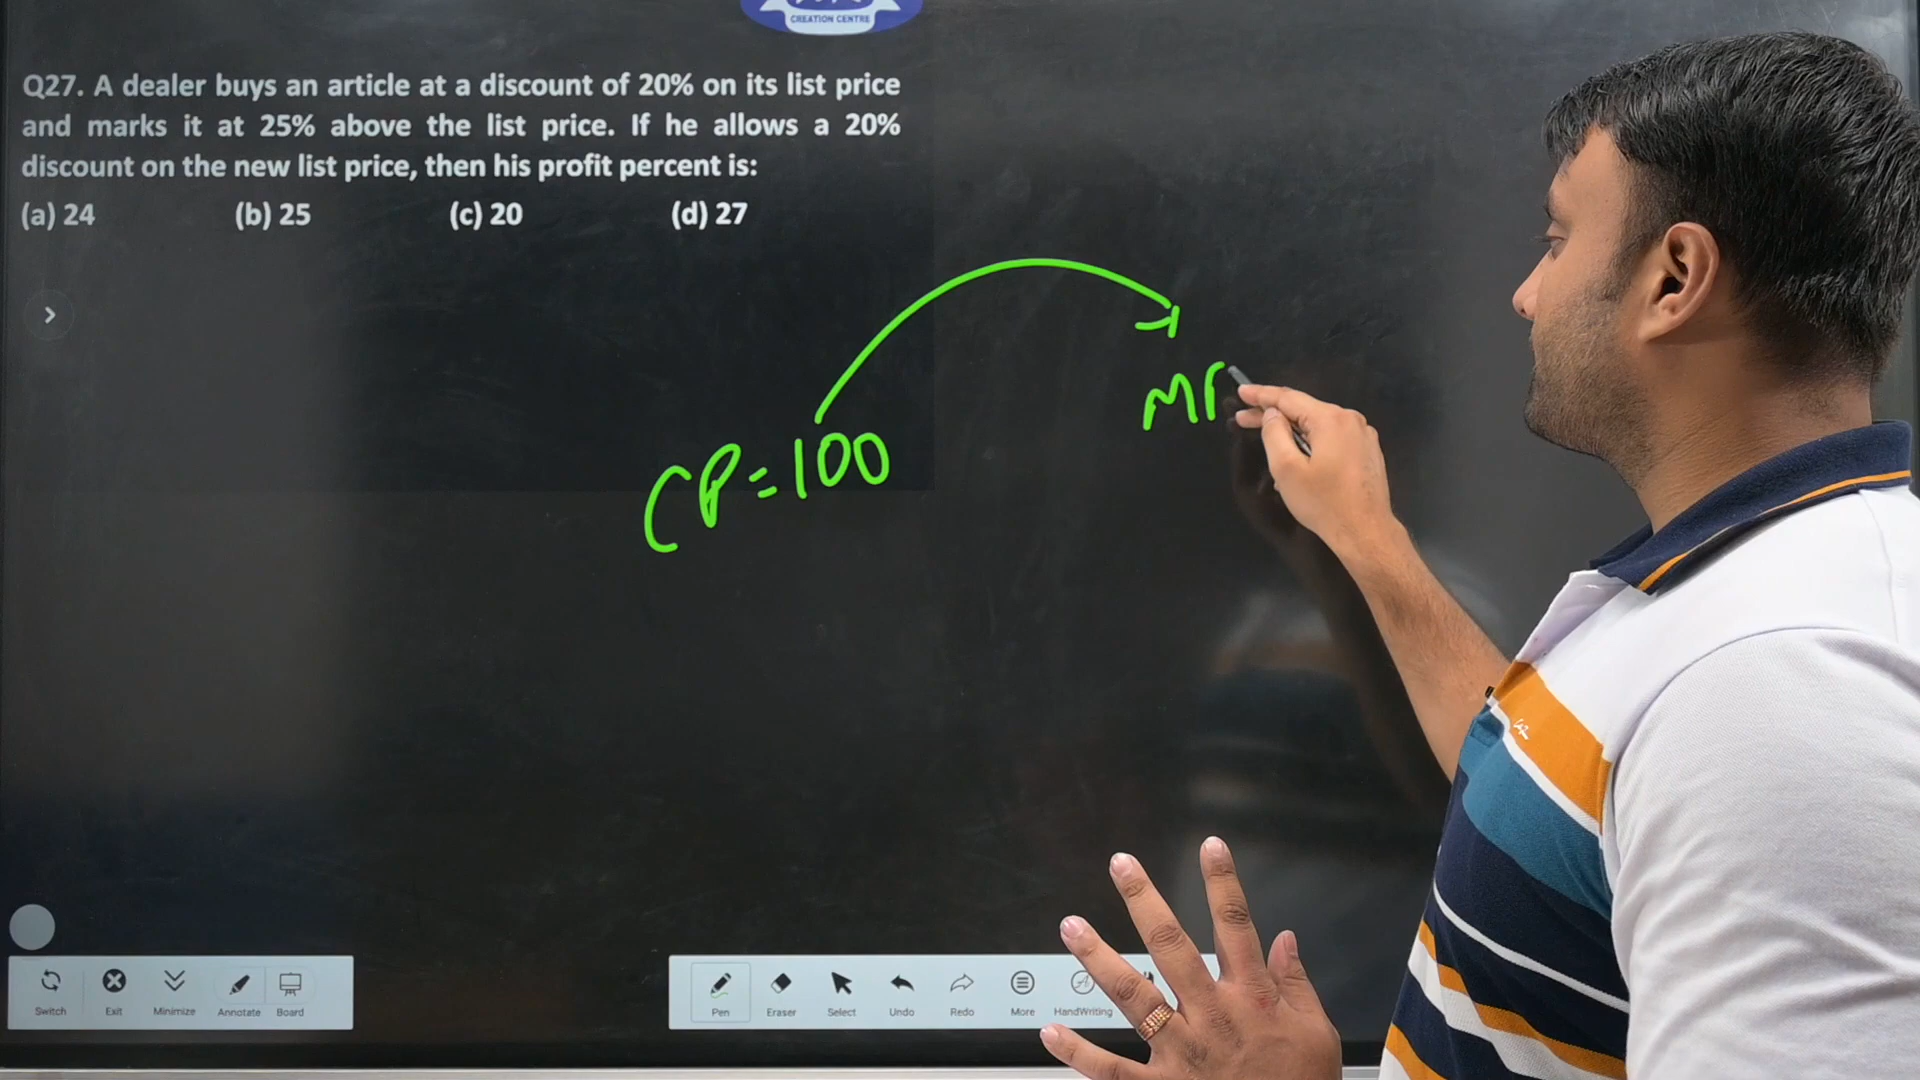 CREATION CENTRE
Q27. A dealer buys an article at a discount of 20% on its list price
and marks it at 25% above the list price. If he allows a 20%
discount on the new list price, then his profit percent is:
(a) 24 (b) 25 (c) 20 (d) 27
CP=100
Switch Exit Minimize Annotate Board
Pen Eraser Select Undo Redo More HandWriting